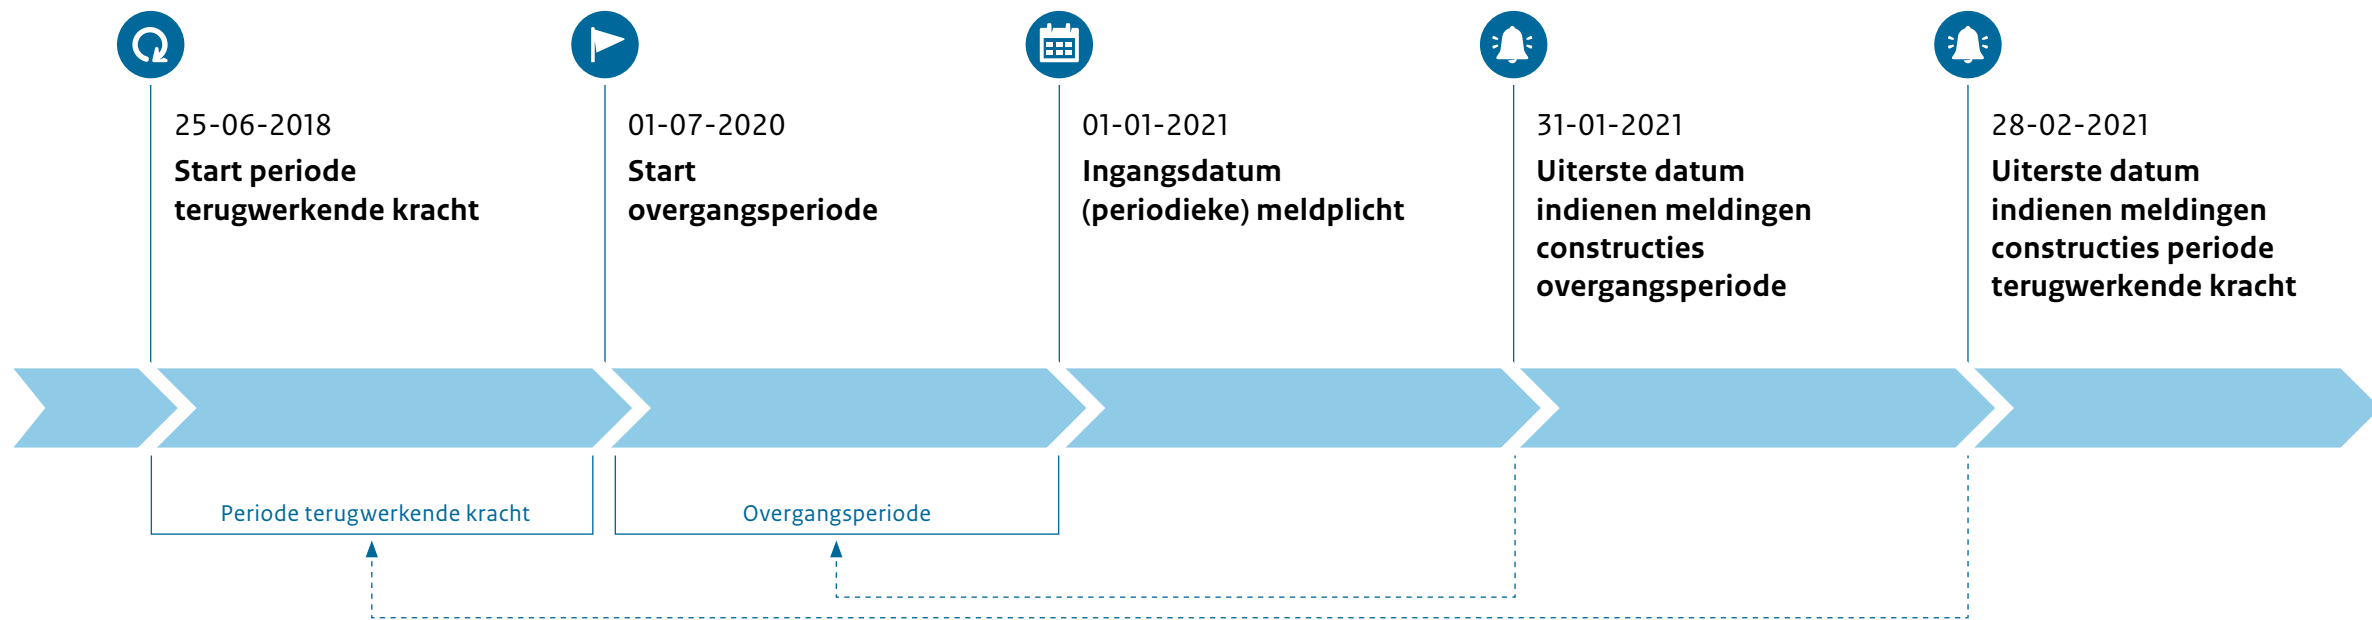 25-06-2018
Start periode
terugwerkende kracht
01-07-2020
Start
overgangsperiode
01-01-2021
Ingangsdatum
(periodieke) meldplicht
31-01-2021
Uiterste datum
indienen meldingen
constructies
overgangsperiode
28-02-2021
Uiterste datum
indienen meldingen
constructies periode
terugwerkende kracht
Periode terugwerkende kracht
Overgangsperiode